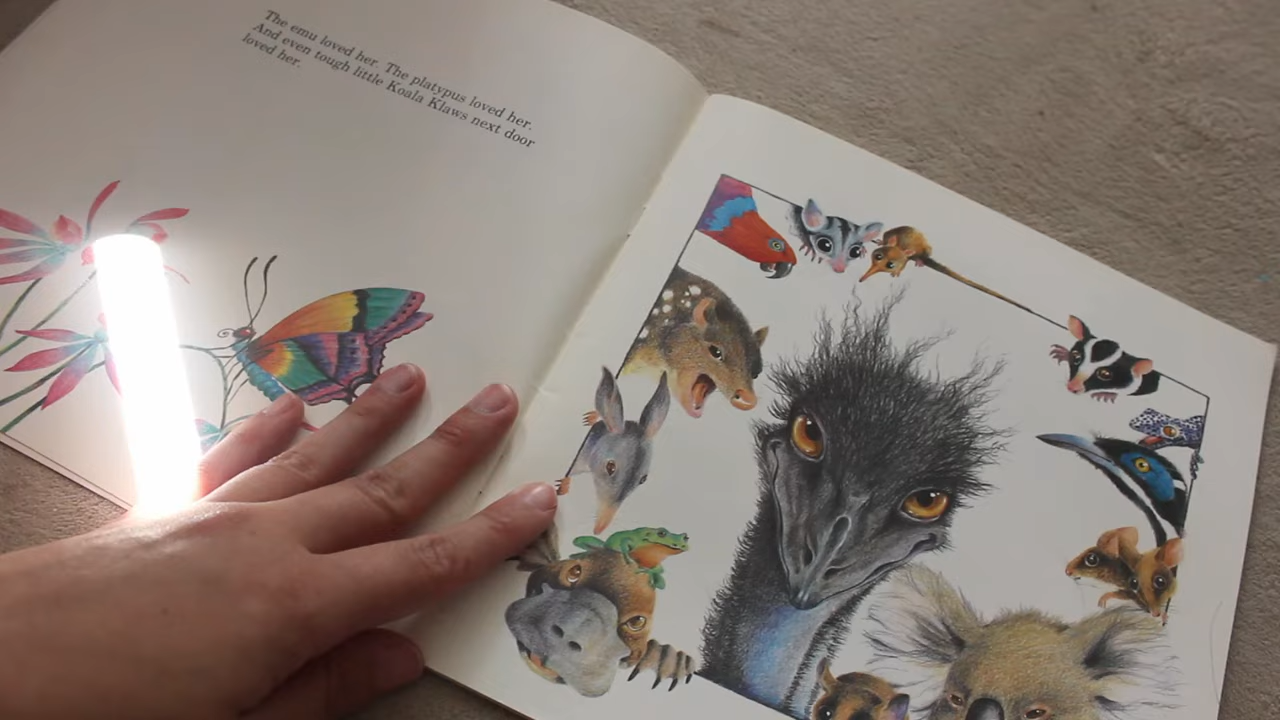 The emu loved her. The platypus loved her.
And even tough little Koala Klaws next door
loved her.